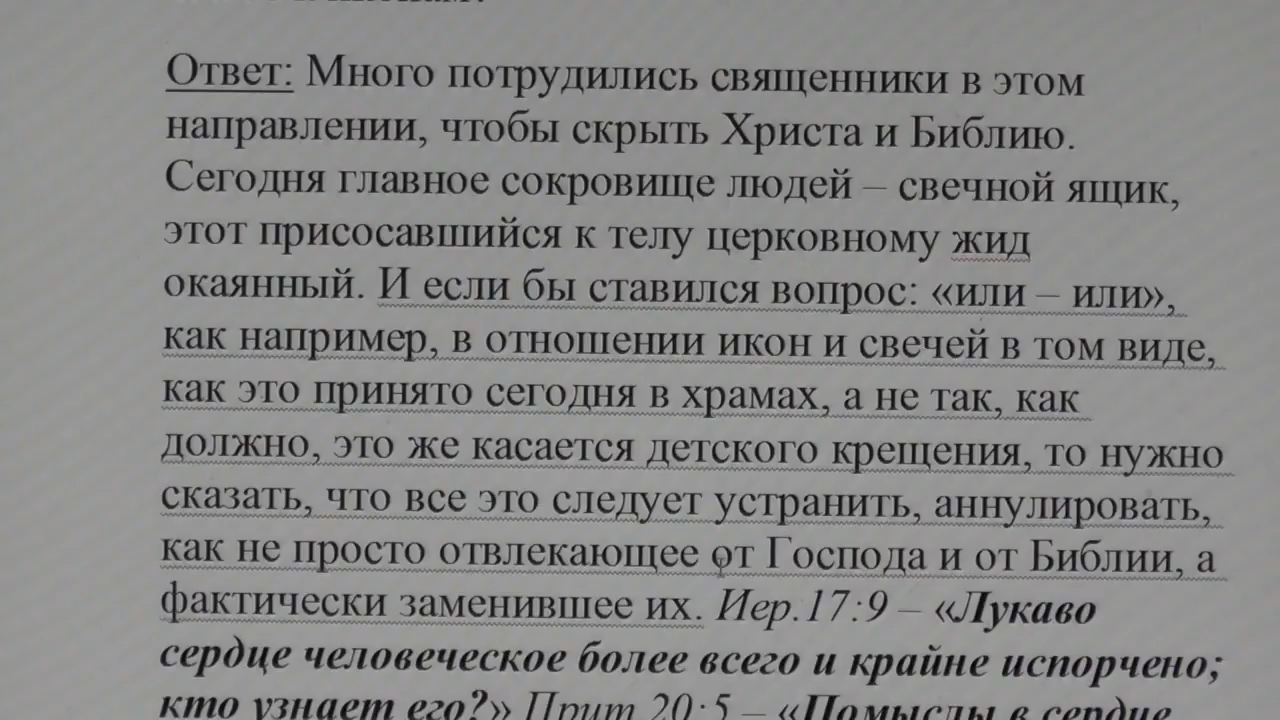 Ответ: Много потрудились священники в этом
направлении, чтобы скрыть Христа и Библию.
Сегодня главное сокровище людей – свечной ящик,
этот присосавшийся к телу церковному жид
окаянный. И если бы ставился вопрос: «или – или»,
как например, в отношении икон и свечей в том виде,
как это принято сегодня в храмах, а не так, как
должно, это же касается детского крещения, то нужно
сказать, что все это следует устранить, аннулировать,
как не просто отвлекающее от Господа и от Библии, а
фактически заменившее их. Иер.17:9 – «Лукаво
сердце человеческое более всего и крайне испорчено;
кто узнает его?» Прит 20:5 – «Помыслы в сердце